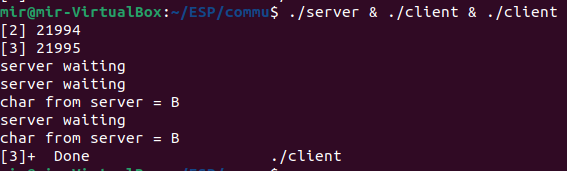 mir@mir-VirtualBox:~/ESP/commu$ ./server & ./client & ./client
[2] 21994
[3] 21995
server waiting
server waiting
char from server = B
server waiting
char from server = B
[3]+  Done                    ./client